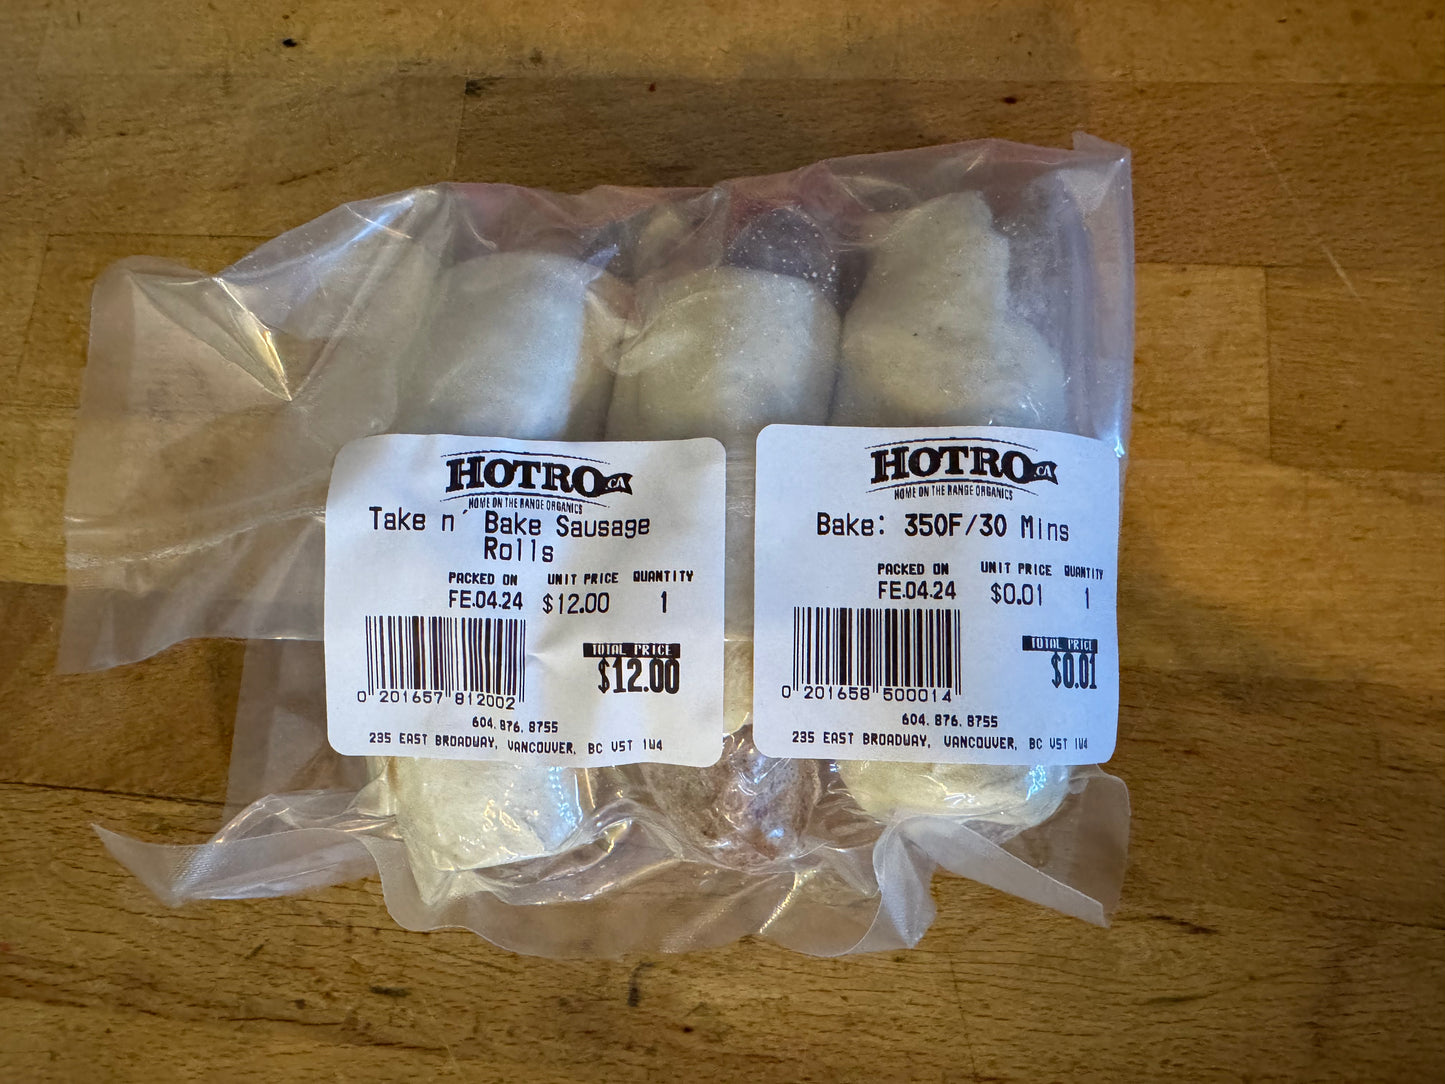 HOTRO.CA
HOME ON THE RANGE ORGANICS
Take n' Bake Sausage
Rolls
PACKED ON UNIT PRICE QUANTITY
FE.04.24 $12.00 1
TOTAL PRICE
$12.00
0 201657 812002
604.876.8755
235 EAST BROADWAY, VANCOUVER, BC V5T 1W4
HOTRO.CA
HOME ON THE RANGE ORGANICS
Bake: 350F/30 Mins
PACKED ON UNIT PRICE QUANTITY
FE.04.24 $0.01 1
TOTAL PRICE
$0.01
0 201658 500014
604.876.8755
235 EAST BROADWAY, VANCOUVER, BC V5T 1W4